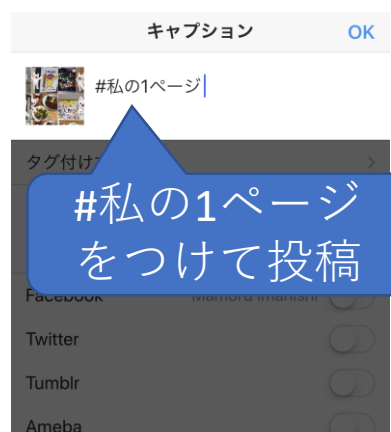 キャプション
OK
#私の1ページ
タグ付け
#私の1ページ
をつけて投稿
Facebook
Mamoru Imanishi
Twitter
Tumblr
Ameba